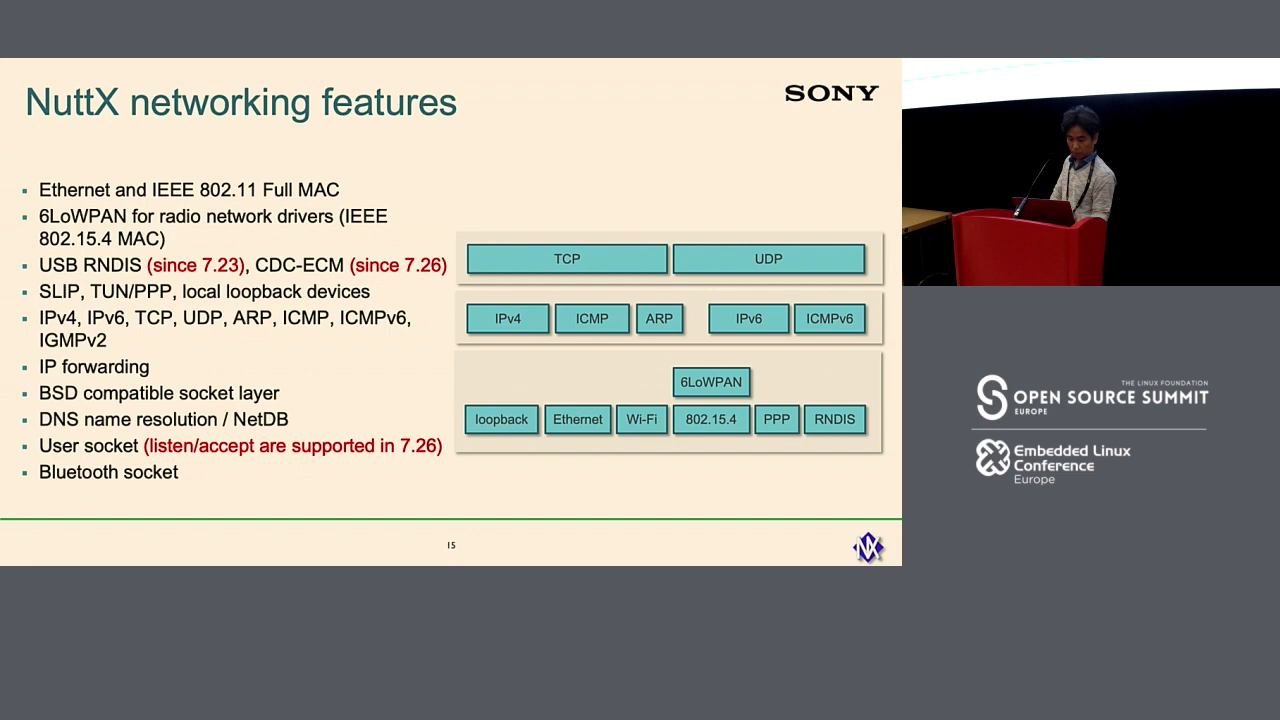 NuttX networking features
SONY
Ethernet and IEEE 802.11 Full MAC
6LoWPAN for radio network drivers (IEEE
802.15.4 MAC)
USB RNDIS (since 7.23), CDC-ECM (since 7.26)
SLIP, TUN/PPP, local loopback devices
IPv4, IPv6, TCP, UDP, ARP, ICMP, ICMPv6,
IGMPv2
IP forwarding
BSD compatible socket layer
DNS name resolution / NetDB
User socket (listen/accept are supported in 7.26)
Bluetooth socket
TCP UDP
IPv4 ICMP ARP IPv6 ICMPv6
6LoWPAN
loopback Ethernet Wi-Fi 802.15.4 PPP RNDIS
15
NX
THE LINUX FOUNDATION
OPEN SOURCE SUMMIT
EUROPE
Embedded Linux
Conference
Europe